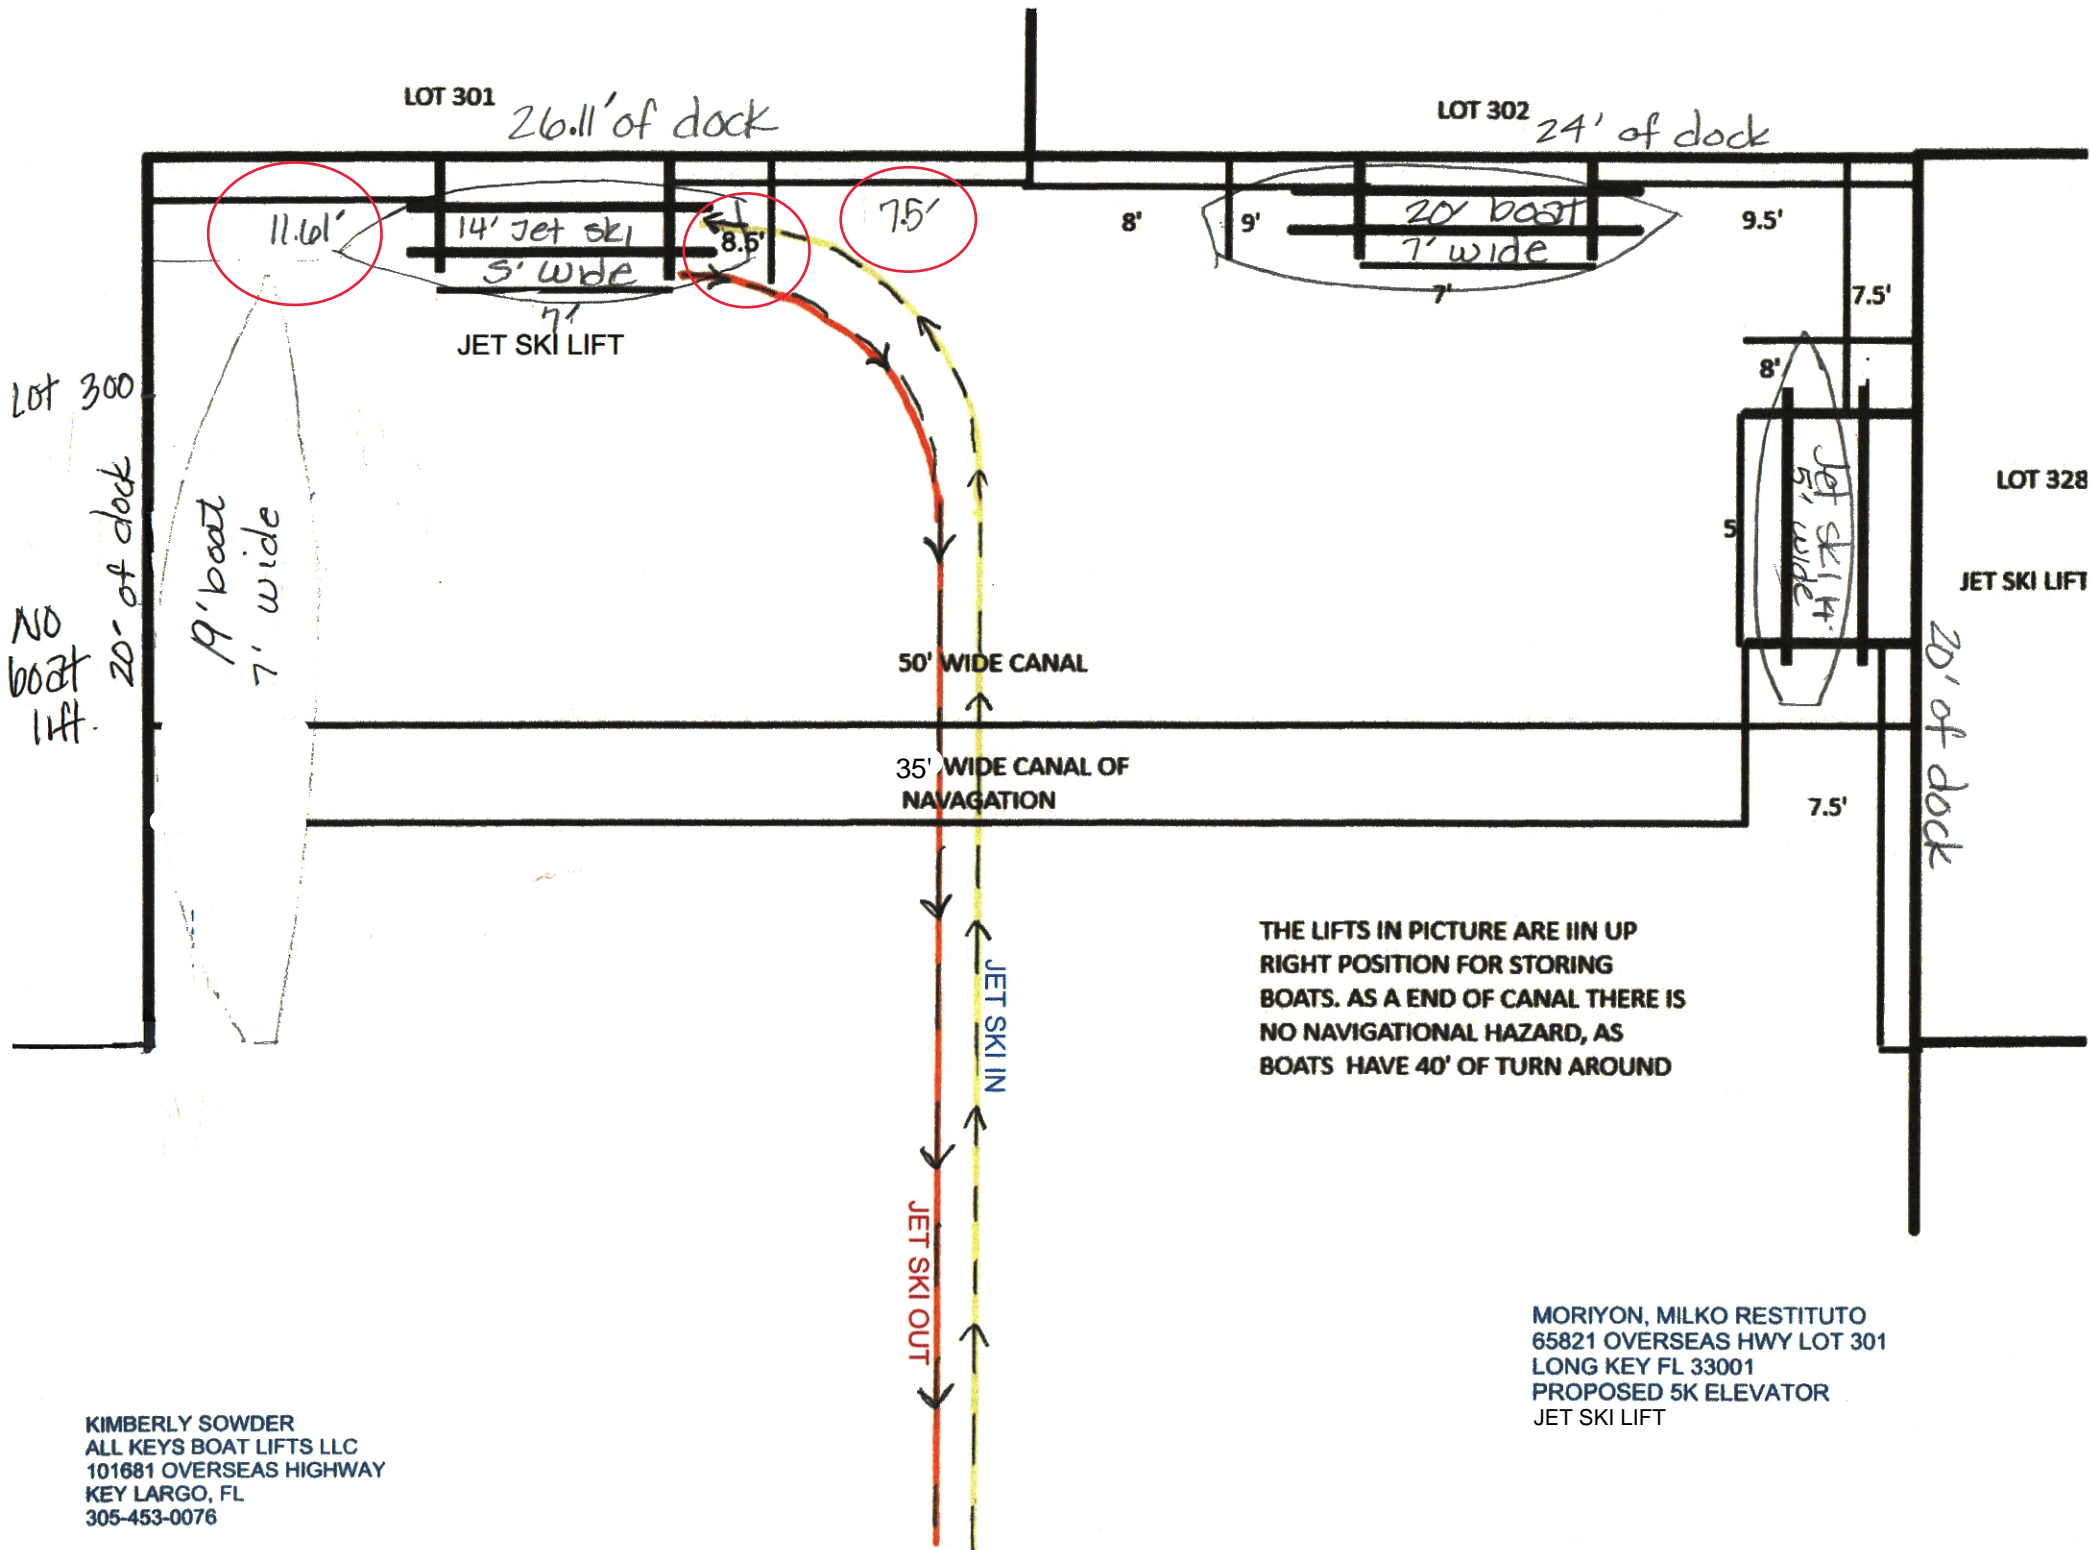 LOT 301
26.11' of dock
LOT 302
24' of dock
11.61'
14' Jet ski
5' wide
7'
JET SKI LIFT
8.5'
7.5'
8'
9'
20' boat
7' wide
7'
9.5'
7.5'
8'
Lot 300
20' of dock
NO
boat
lift.
19' boat
7' wide
5
Jet ski 14'
5' wide
LOT 328
JET SKI LIFT
20' of dock
50' WIDE CANAL
35' WIDE CANAL OF
NAVAGATION
7.5'
THE LIFTS IN PICTURE ARE IIN UP
RIGHT POSITION FOR STORING
BOATS. AS A END OF CANAL THERE IS
NO NAVIGATIONAL HAZARD, AS
BOATS HAVE 40' OF TURN AROUND
JET SKI IN
JET SKI OUT
MORIYON, MILKO RESTITUTO
65821 OVERSEAS HWY LOT 301
LONG KEY FL 33001
PROPOSED 5K ELEVATOR
JET SKI LIFT
KIMBERLY SOWDER
ALL KEYS BOAT LIFTS LLC
101681 OVERSEAS HIGHWAY
KEY LARGO, FL
305-453-0076